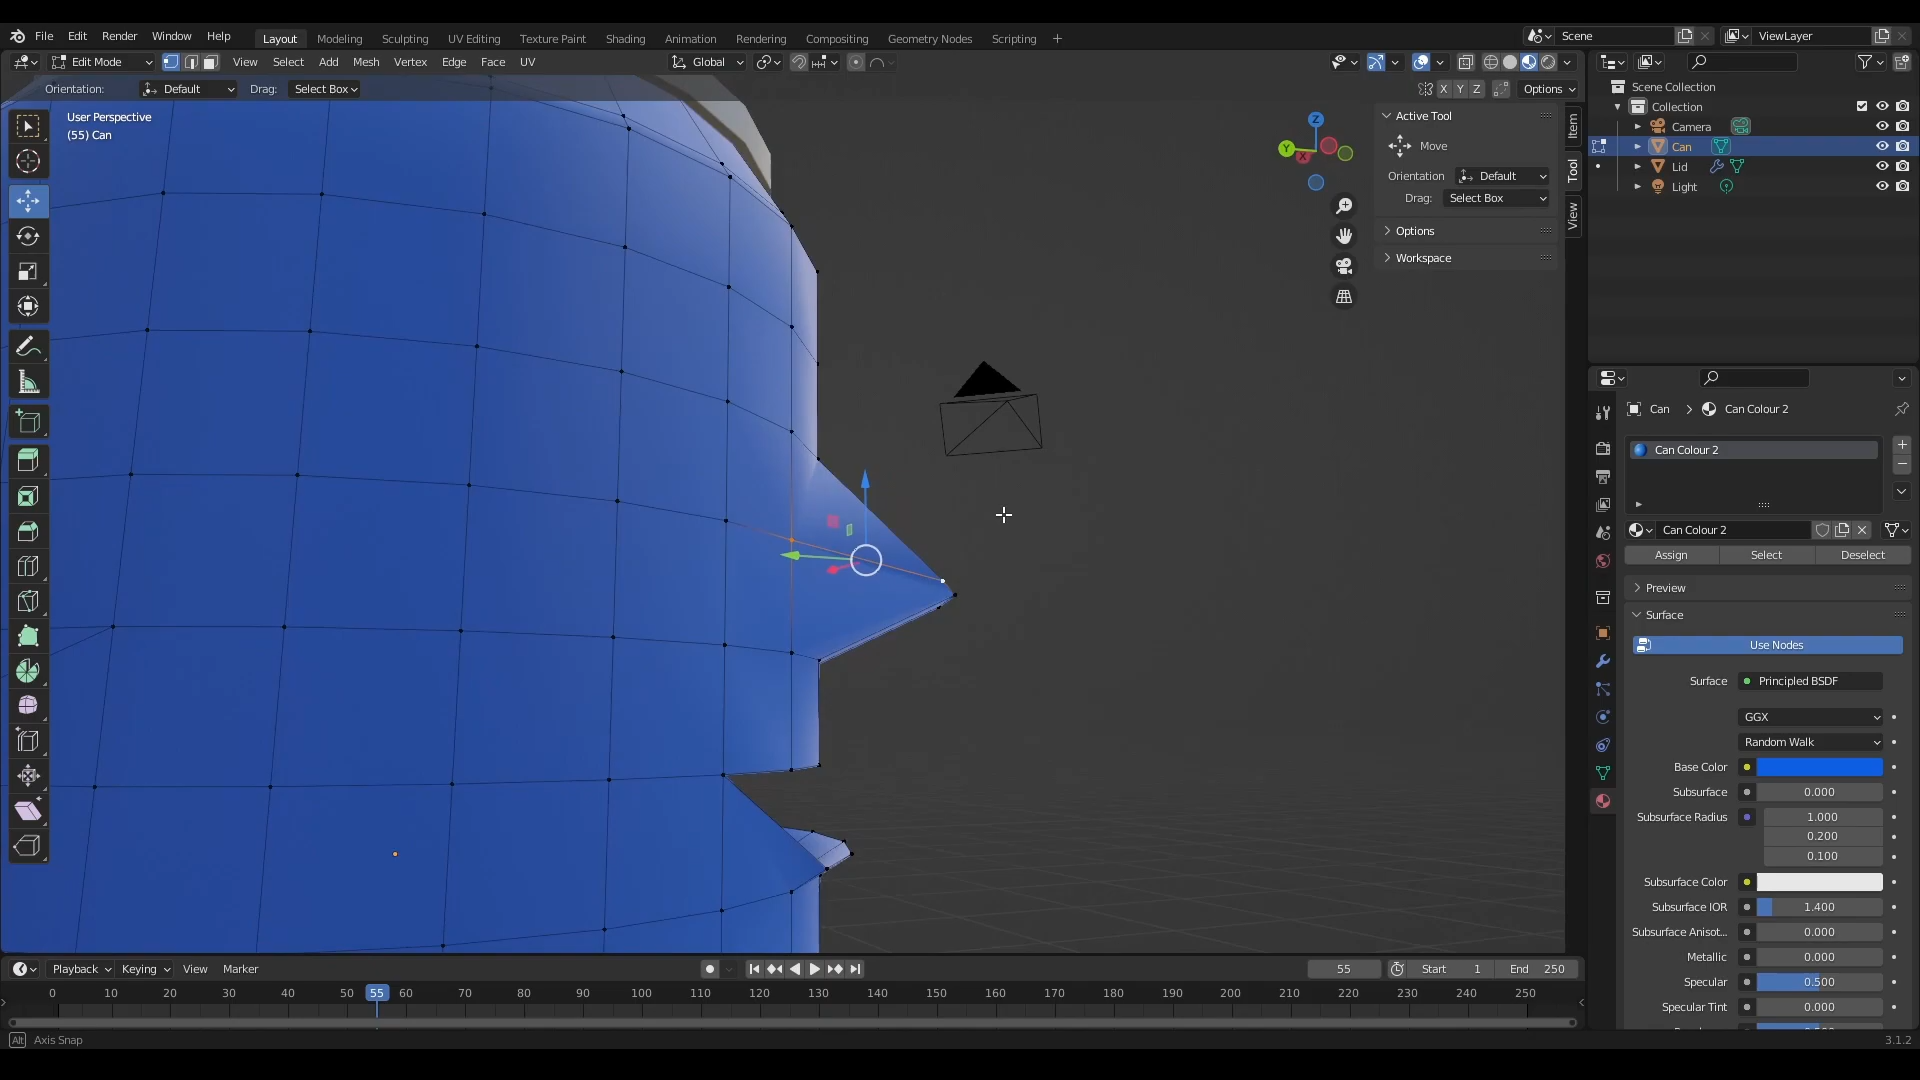 File Edit Render Window Help Layout Modeling Sculpting UV Editing Texture Paint Shading Animation Rendering Compositing Geometry Nodes Scripting + Scene ViewLayer
Edit Mode View Select Add Mesh Vertex Edge Face UV Global
Orientation: Default Drag: Select Box X Y Z Options
User Perspective
(55) Can
Z
Y
X
Active Tool
Move
Orientation Default
Drag: Select Box
Options
Workspace
Item
Tool
View
Scene Collection
Collection
Camera
Can
Lid
Light
Can > Can Colour 2
Can Colour 2
Can Colour 2
Assign Select Deselect
Preview
Surface
Use Nodes
Surface Principled BSDF
GGX
Random Walk
Base Color
Subsurface 0.000
Subsurface Radius 1.000
0.200
0.100
Subsurface Color
Subsurface IOR 1.400
Subsurface Anisot... 0.000
Metallic 0.000
Specular 0.500
Specular Tint 0.000
Playback Keying View Marker 55 Start 1 End 250
0 10 20 30 40 50 55 60 70 80 90 100 110 120 130 140 150 160 170 180 190 200 210 220 230 240 250
Alt Axis Snap 3.1.2